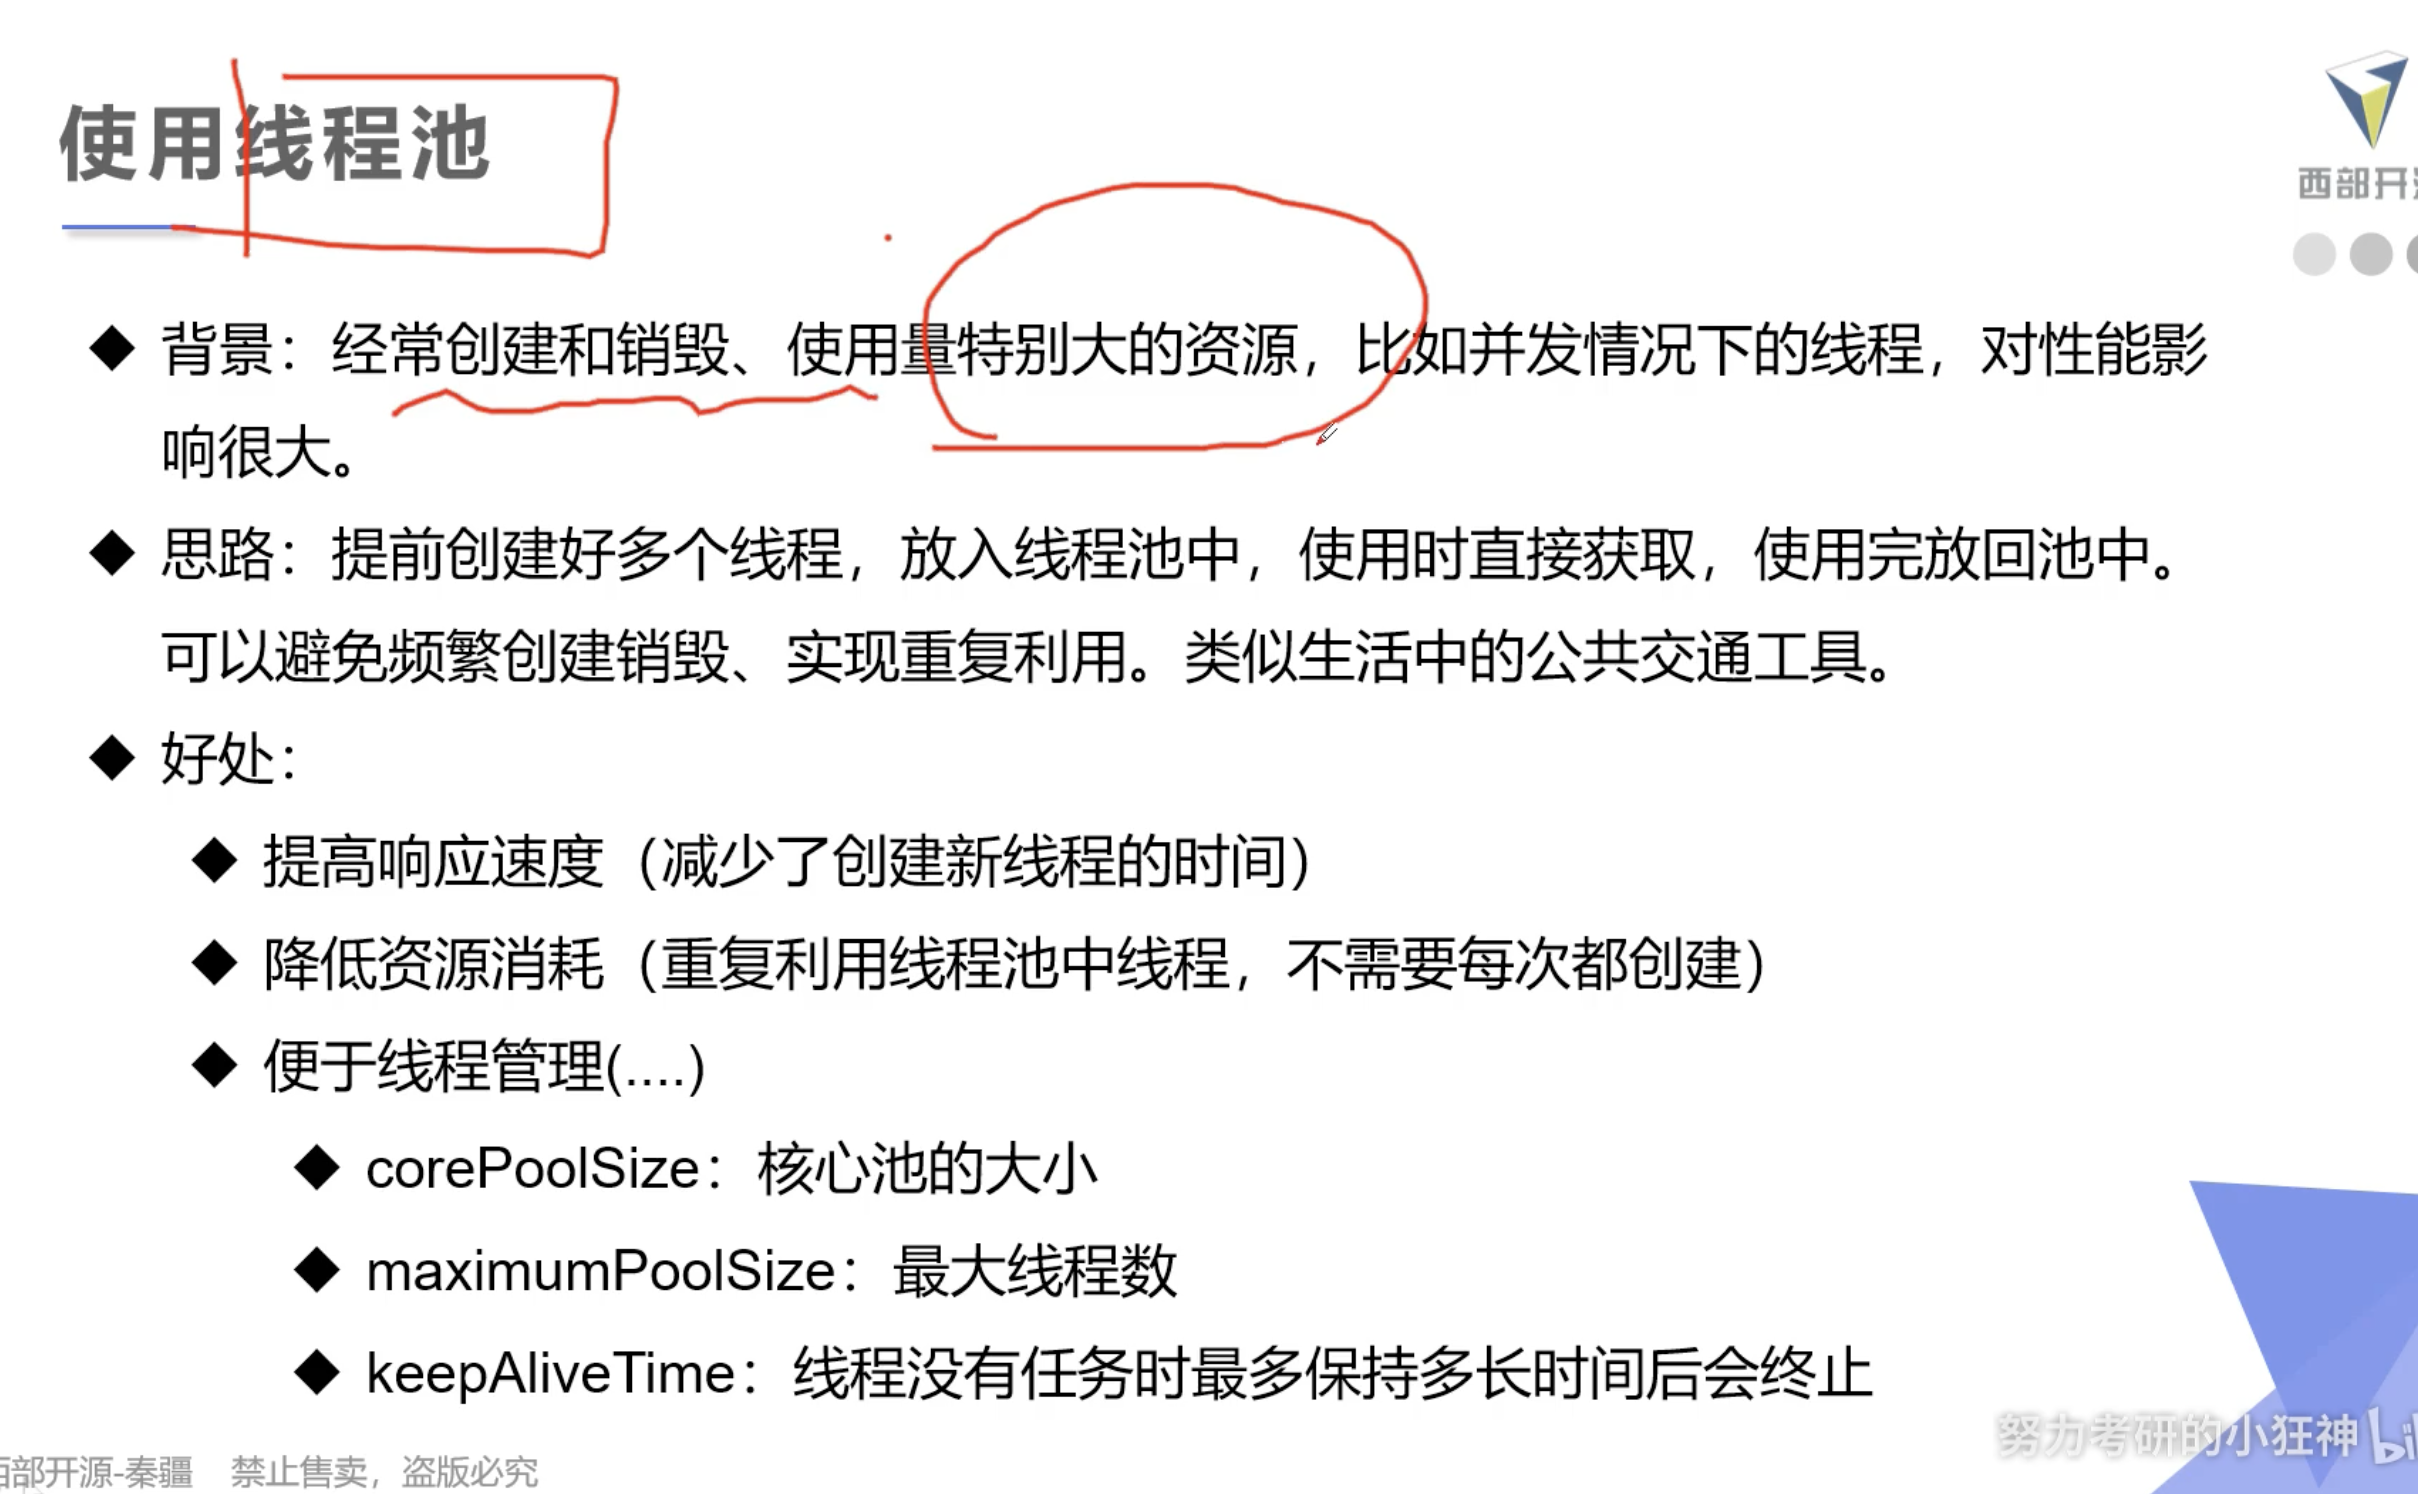 使用线程池
西部开
背景：经常创建和销毁、使用量特别大的资源，比如并发情况下的线程，对性能影
响很大。
思路：提前创建好多个线程，放入线程池中，使用时直接获取，使用完放回池中。
可以避免频繁创建销毁、实现重复利用。类似生活中的公共交通工具。
好处：
提高响应速度（减少了创建新线程的时间）
降低资源消耗（重复利用线程池中线程，不需要每次都创建）
便于线程管理(....)
corePoolSize：核心池的大小
maximumPoolSize：最大线程数
keepAliveTime：线程没有任务时最多保持多长时间后会终止
努力考研的小狂神 bil
西部开源-秦疆 禁止售卖，盗版必究